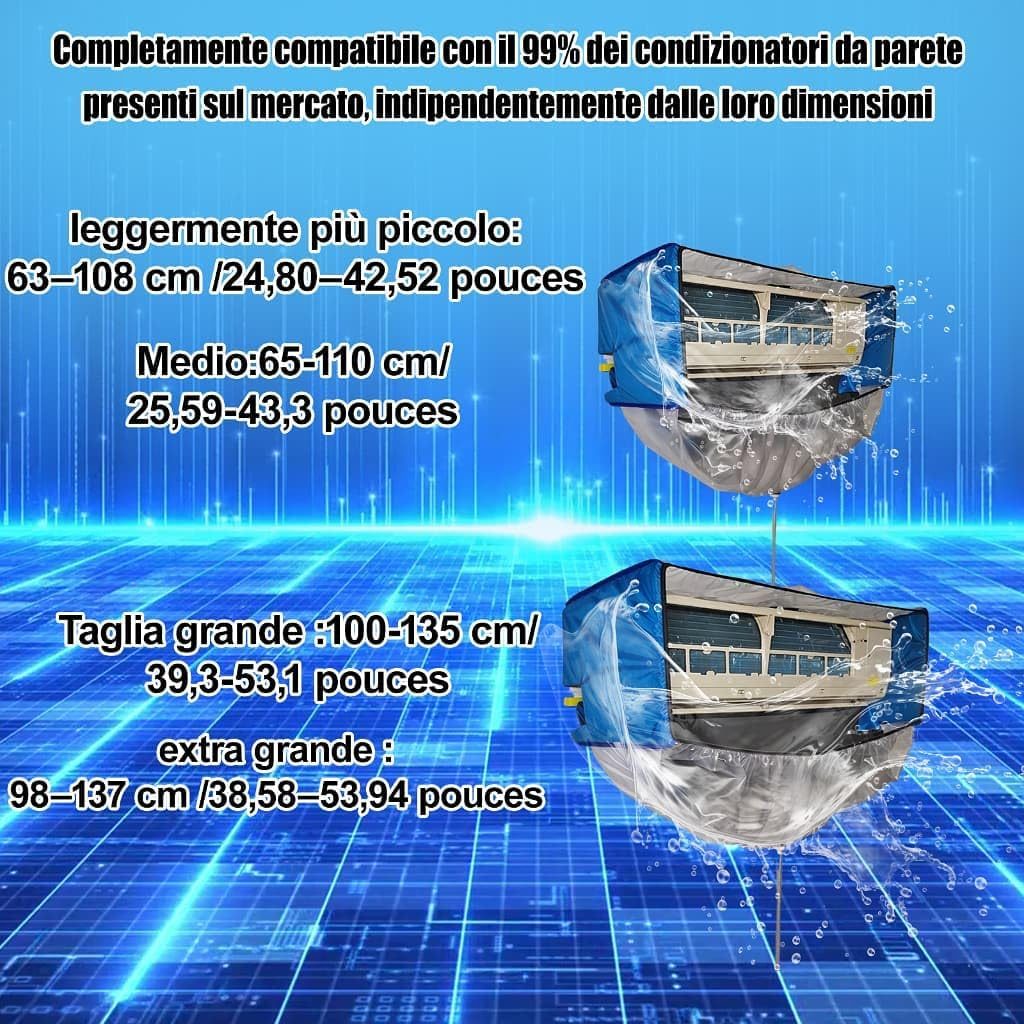 Completamente compatibile con il 99% dei condizionatori da parete
presenti sul mercato, indipendentemente dalle loro dimensioni
leggermente più piccolo:
63–108 cm /24,80–42,52 pouces
Medio:65-110 cm/
25,59-43,3 pouces
Taglia grande :100-135 cm/
39,3-53,1 pouces
extra grande :
98–137 cm /38,58–53,94 pouces